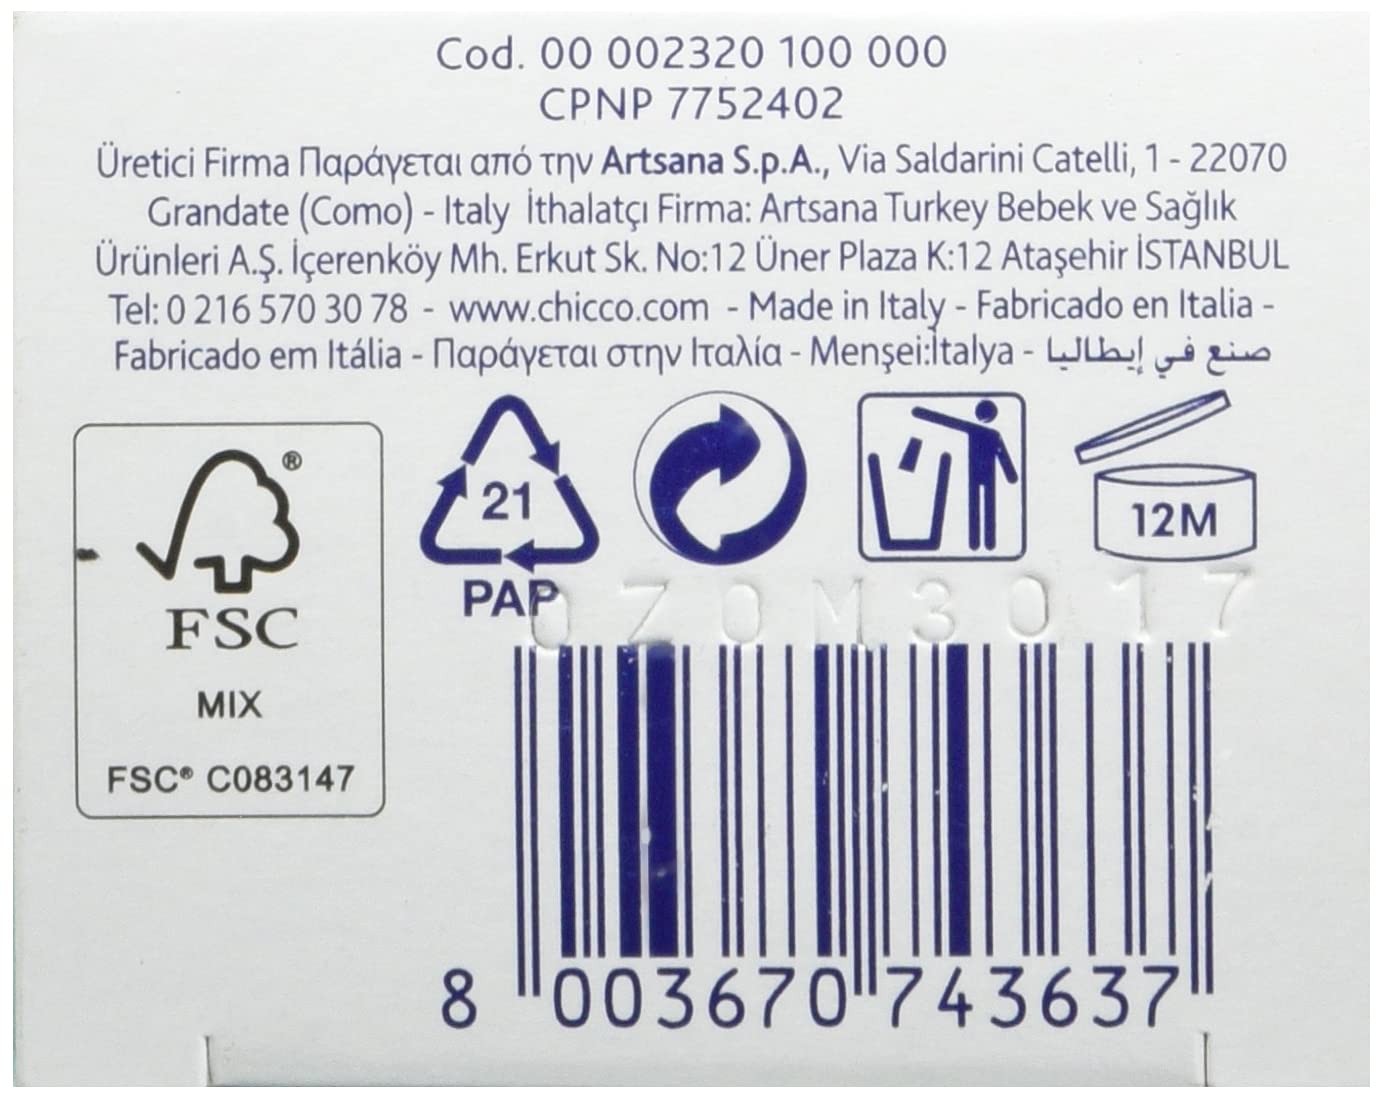 Cod. 00 002320 100 000
CPNP 7752402
Üretici Firma Παράγεται από την Artsana S.p.A., Via Saldarini Catelli, 1 - 22070
Grandate (Como) - Italy İthalatçı Firma: Artsana Turkey Bebek ve Sağlık
Ürünleri A.Ş. İçerenköy Mh. Erkut Sk. No:12 Üner Plaza K:12 Ataşehir İSTANBUL
Tel: 0 216 570 30 78 - www.chicco.com - Made in Italy - Fabricado en Italia -
Fabricado em Itália - Παράγεται στην Ιταλία - Menşei:İtalya - صنع في إيطاليا
®
FSC
MIX
FSC® C083147
21
PAP
12M
0Z0M3017
8 003670 743637